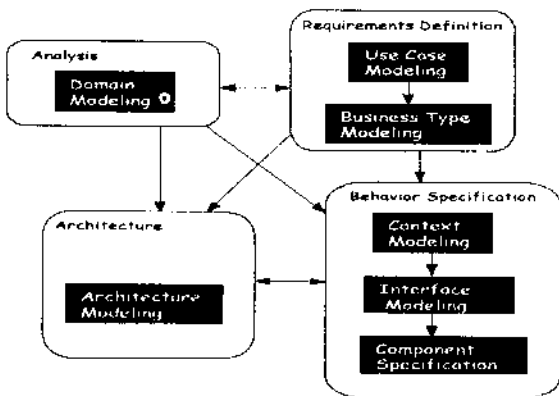 Analysis
Domain
Modeling O
Requirements Definition
Use Case
Modeling
Business Type
Modeling
Architecture
Architecture
Modeling
Behavior Specification
Context
Modeling
Interface
Modeling
Component
Specification